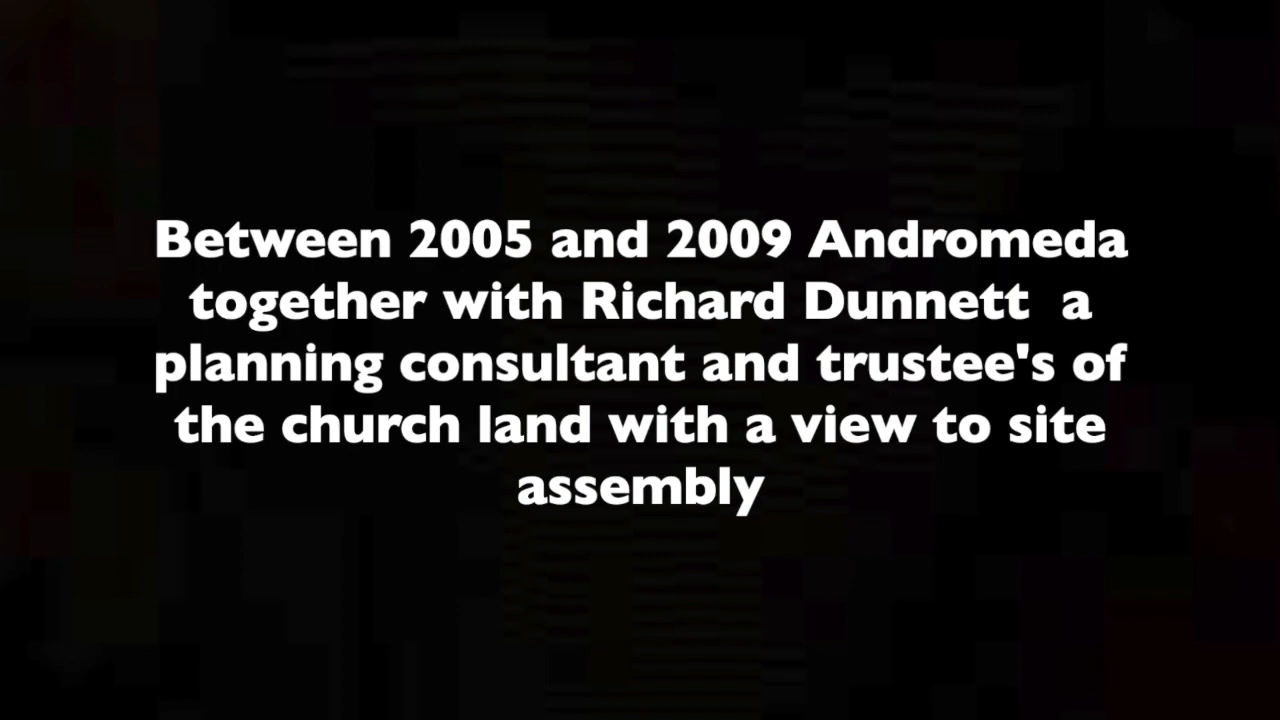 Between 2005 and 2009 Andromeda
together with Richard Dunnett  a
planning consultant and trustee's of
the church land with a view to site
assembly